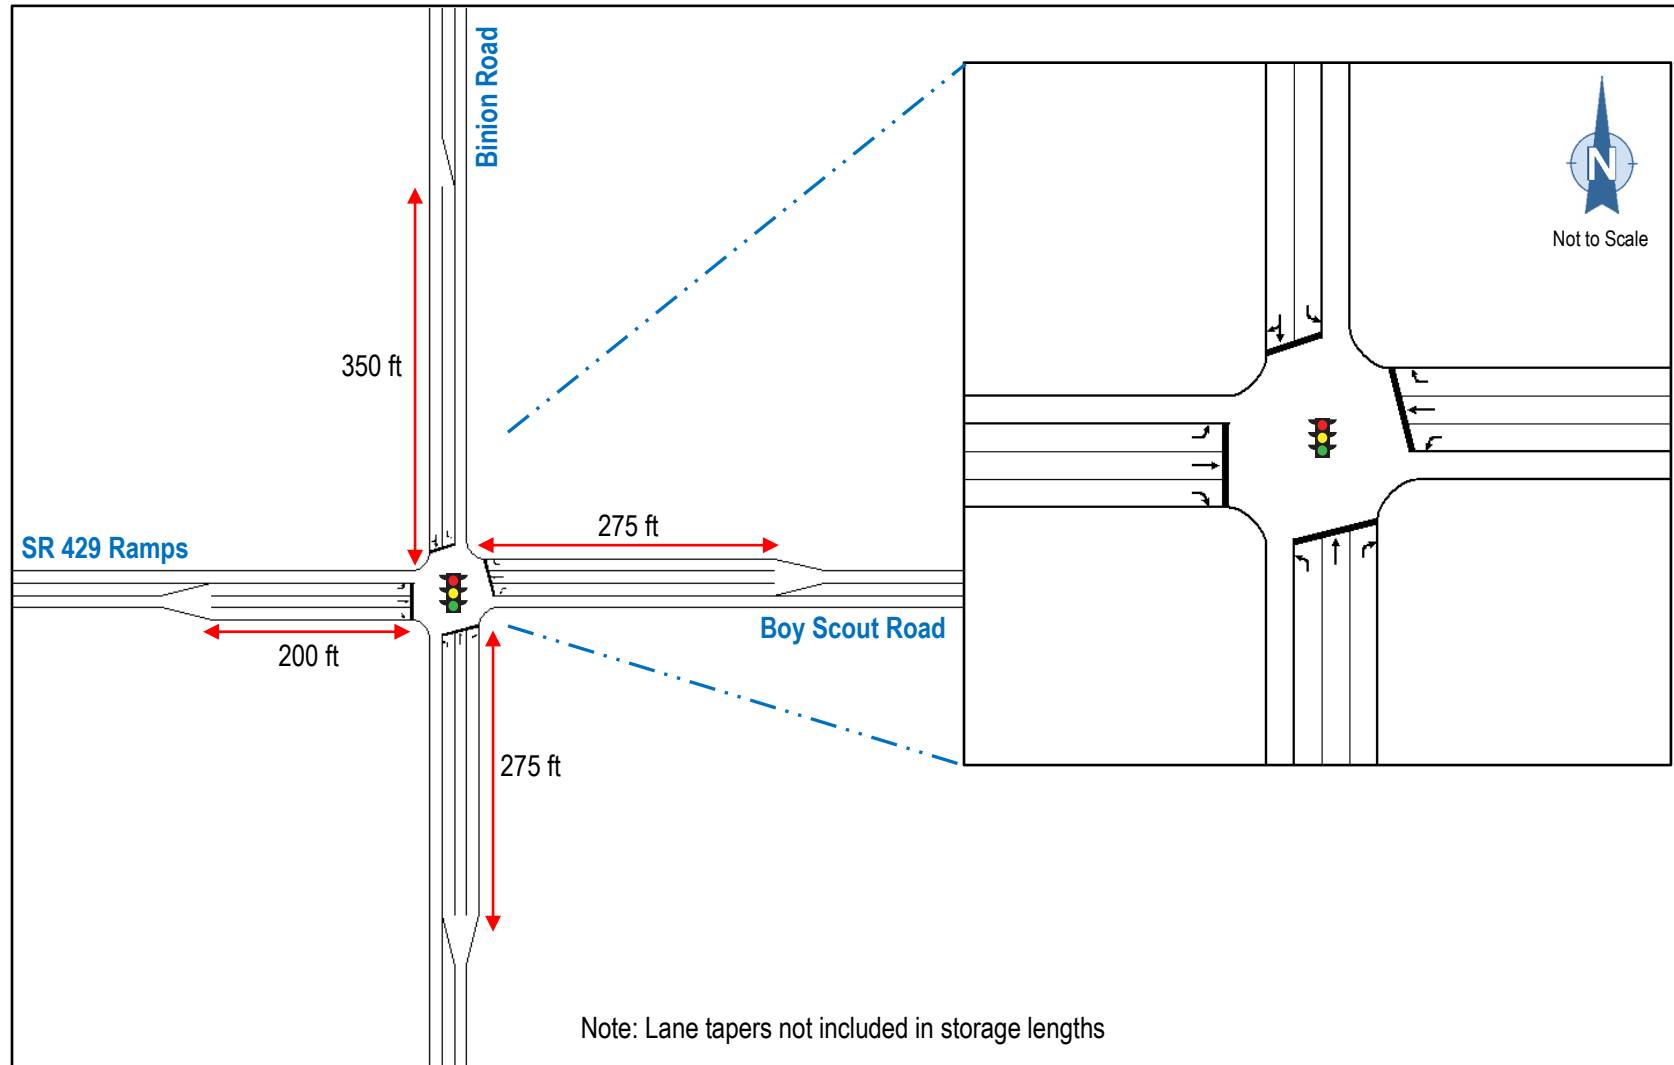 Binion Road
N
Not to Scale
350 ft
275 ft
SR 429 Ramps
Boy Scout Road
200 ft
275 ft
Note: Lane tapers not included in storage lengths